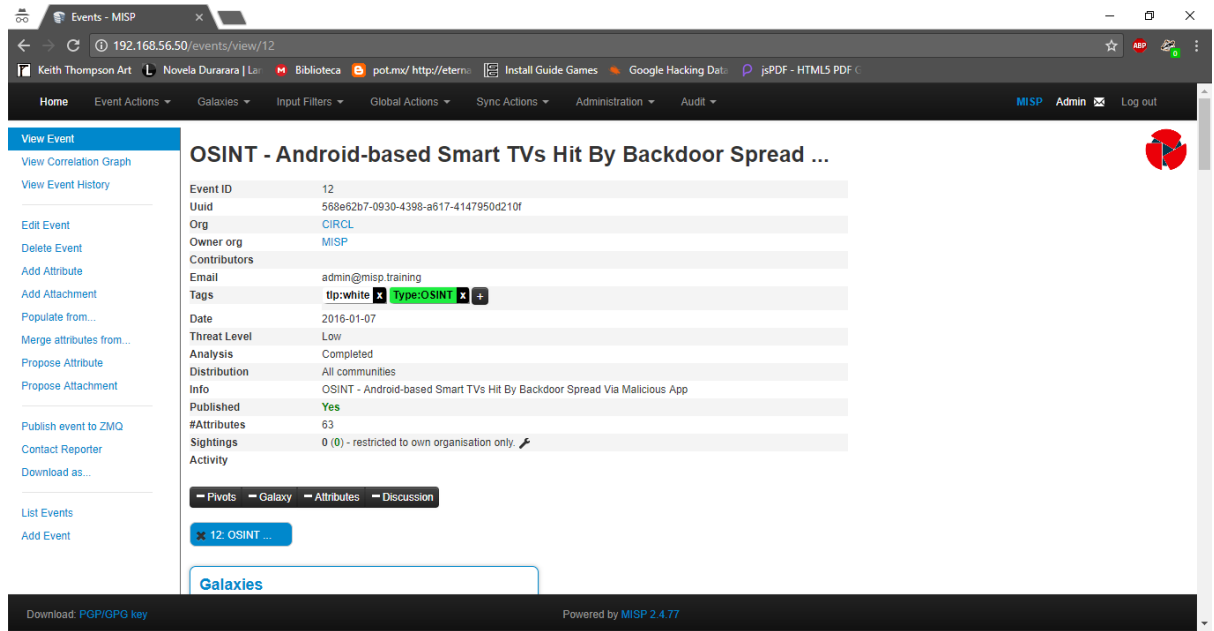 Events - MISP
192.168.56.50/events/view/12
ABP
0
Keith Thompson Art Novela Durarara | Lar Biblioteca pot.mx/ http://eterna Install Guide Games Google Hacking Data jsPDF - HTML5 PDF G
Home Event Actions Galaxies Input Filters Global Actions Sync Actions Administration Audit MISP Admin Log out
View Event
View Correlation Graph
View Event History
Edit Event
Delete Event
Add Attribute
Add Attachment
Populate from...
Merge attributes from...
Propose Attribute
Propose Attachment
Publish event to ZMQ
Contact Reporter
Download as...
List Events
Add Event
OSINT - Android-based Smart TVs Hit By Backdoor Spread ...
Event ID 12
Uuid 568e62b7-0930-4398-a617-4147950d210f
Org CIRCL
Owner org MISP
Contributors
Email admin@misp.training
Tags tlp:white x Type:OSINT x +
Date 2016-01-07
Threat Level Low
Analysis Completed
Distribution All communities
Info OSINT - Android-based Smart TVs Hit By Backdoor Spread Via Malicious App
Published Yes
#Attributes 63
Sightings 0 (0) - restricted to own organisation only.
Activity
Pivots Galaxy Attributes Discussion
12: OSINT ...
Galaxies
Download: PGP/GPG key Powered by MISP 2.4.77